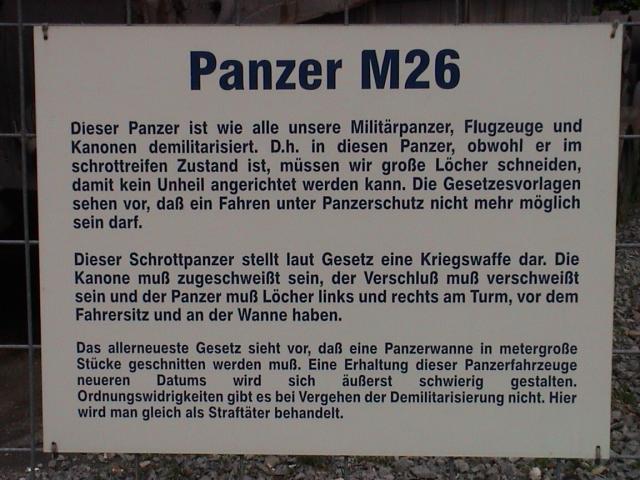 Panzer M26
Dieser Panzer ist wie alle unsere Militärpanzer, Flugzeuge und
Kanonen demilitarisiert. D.h. in diesen Panzer, obwohl er im
schrottreifen Zustand ist, müssen wir große Löcher schneiden,
damit kein Unheil angerichtet werden kann. Die Gesetzesvorlagen
sehen vor, daß ein Fahren unter Panzerschutz nicht mehr möglich
sein darf.
Dieser Schrottpanzer stellt laut Gesetz eine Kriegswaffe dar. Die
Kanone muß zugeschweißt sein, der Verschluß muß verschweißt
sein und der Panzer muß Löcher links und rechts am Turm, vor dem
Fahrersitz und an der Wanne haben.
Das allerneueste Gesetz sieht vor, daß eine Panzerwanne in metergroße
Stücke geschnitten werden muß. Eine Erhaltung dieser Panzerfahrzeuge
neueren Datums wird sich äußerst schwierig gestalten.
Ordnungswidrigkeiten gibt es bei Vergehen der Demilitarisierung nicht. Hier
wird man gleich als Straftäter behandelt.